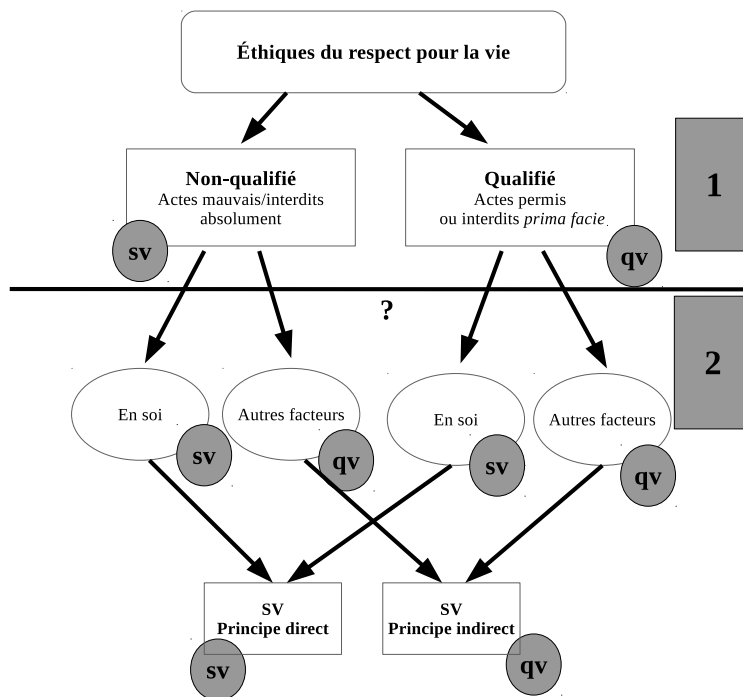 Éthiques du respect pour la vie
Non-qualifié
Actes mauvais/interdits
absolument
sv
Qualifié
Actes permis
ou interdits prima facie
qv
1
?
2
En soi
sv
Autres facteurs
qv
En soi
sv
Autres facteurs
qv
SV
Principe direct
sv
SV
Principe indirect
qv